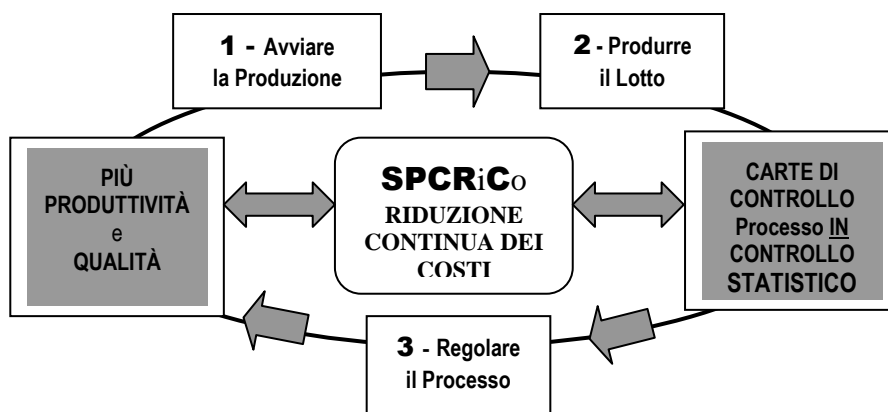 1 - Avviare
la Produzione
2 - Produrre
il Lotto
PIÙ
PRODUTTIVITÀ
e
QUALITÀ
SPCRiCo
RIDUZIONE
CONTINUA DEI
COSTI
CARTE DI
CONTROLLO
Processo IN
CONTROLLO
STATISTICO
3 - Regolare
il Processo